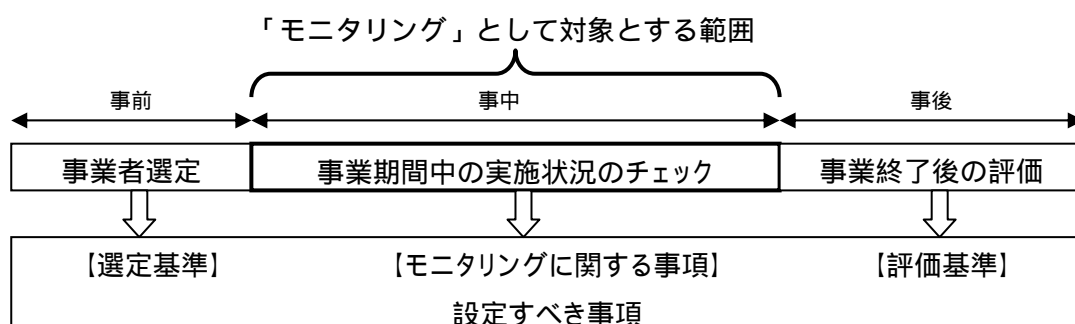 「モニタリング」として対象とする範囲
事前 事中 事後
事業者選定 事業期間中の実施状況のチェック 事業終了後の評価
【選定基準】 【モニタリングに関する事項】 【評価基準】
設定すべき事項